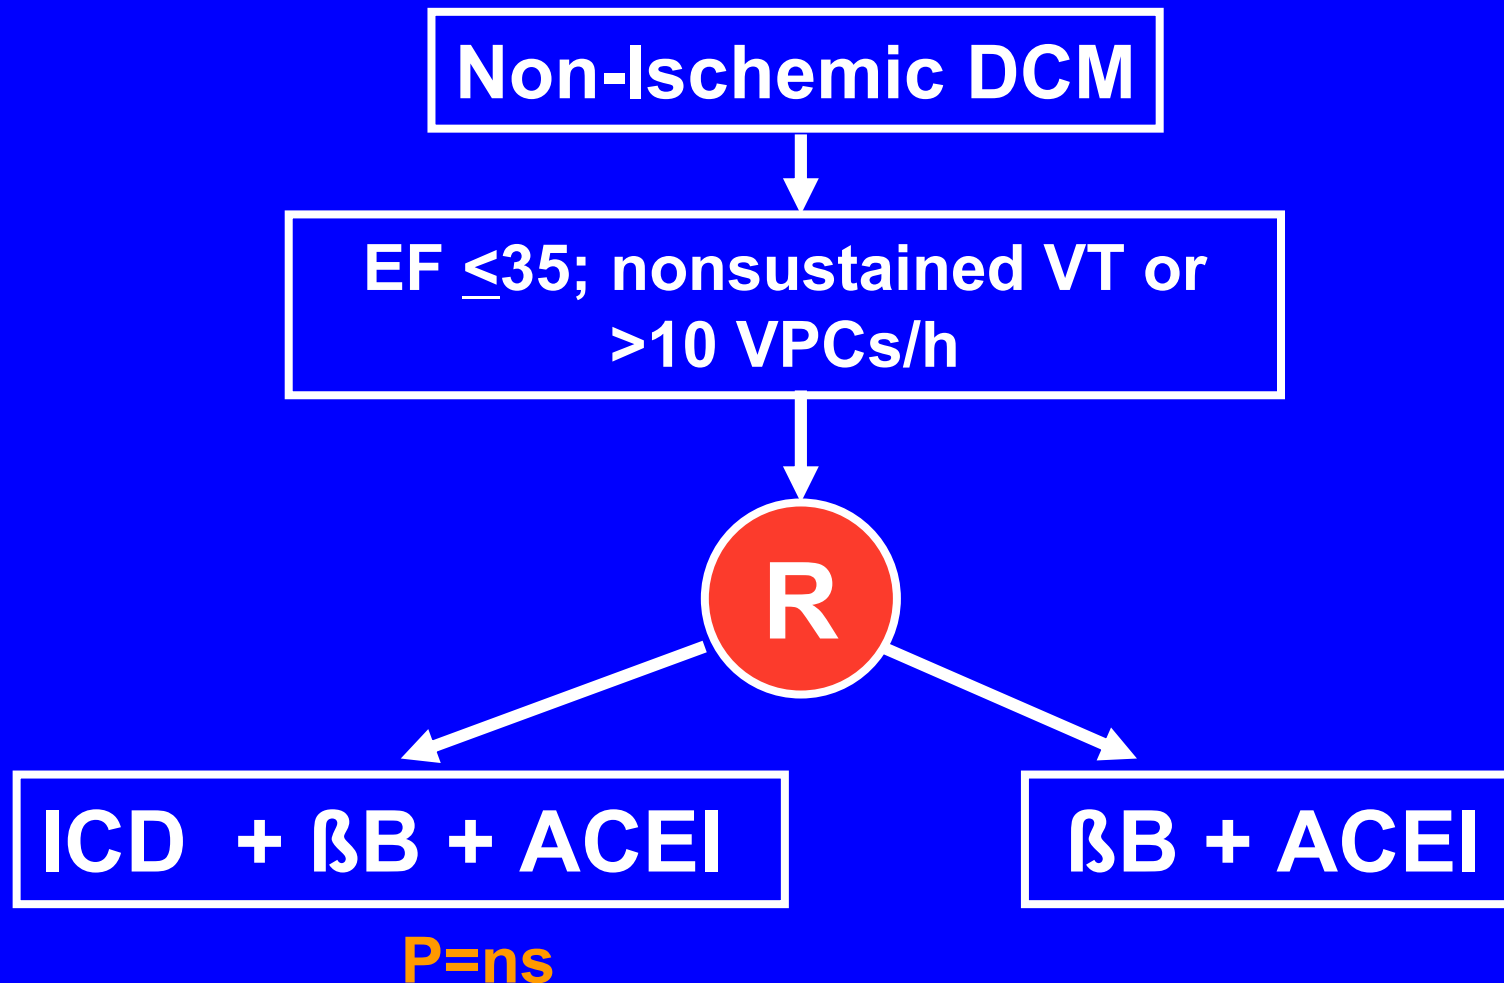 Non-Ischemic DCM
EF <35; nonsustained VT or
>10 VPCs/h
R
ICD + ßB + ACEI
ßB + ACEI
P=ns